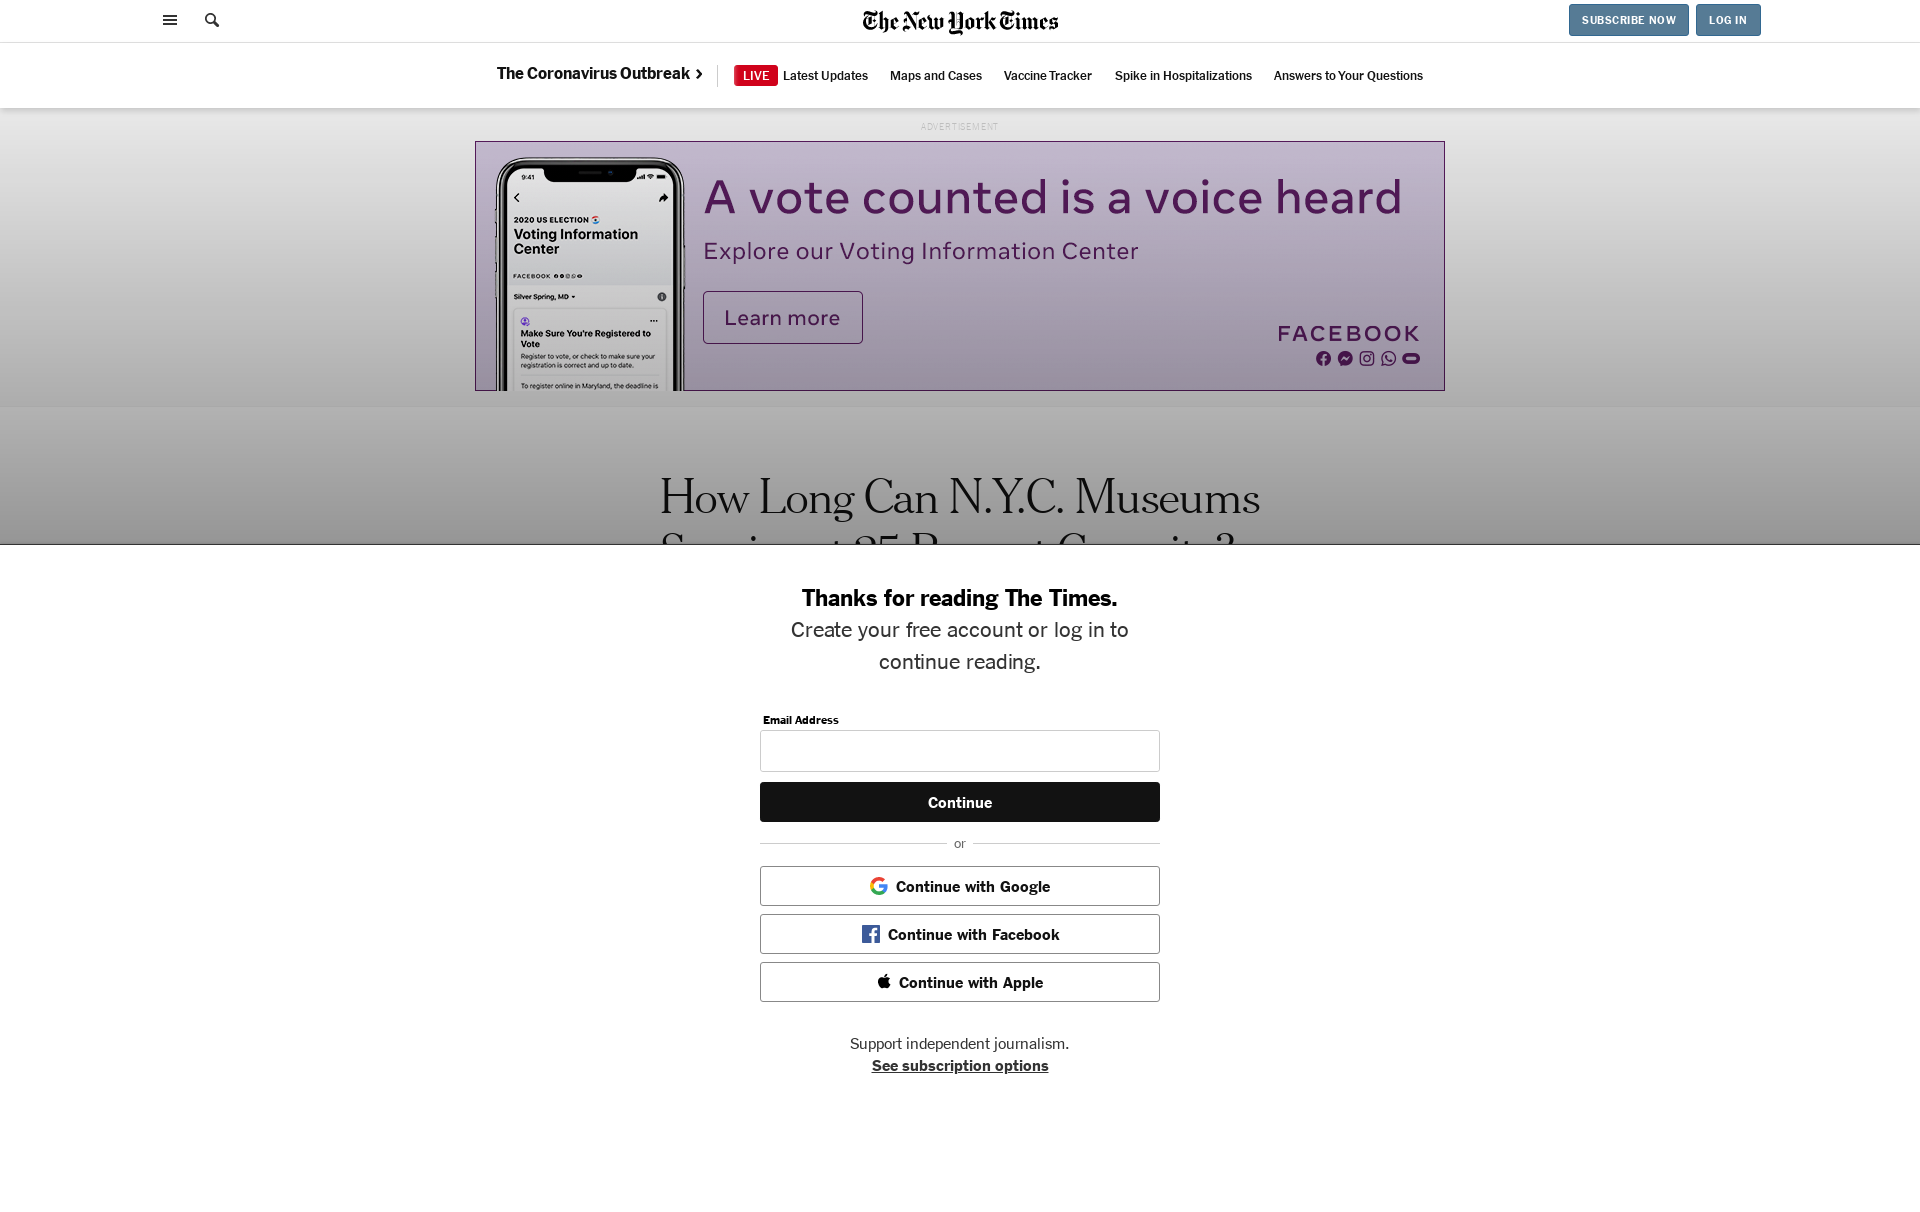 The New York Times
SUBSCRIBE NOW
LOG IN
The Coronavirus Outbreak
LIVE Latest Updates
Maps and Cases
Vaccine Tracker
Spike in Hospitalizations
Answers to Your Questions
ADVERTISEMENT
9:41
2020 US ELECTION
Voting Information
Center
FACEBOOK
Silver Spring, MD
Make Sure You're Registered to
Vote
Register to vote, or check to make sure your
registration is correct and up to date.
To register online in Maryland, the deadline is
A vote counted is a voice heard
Explore our Voting Information Center
Learn more
FACEBOOK
How Long Can N.Y.C. Museums
Survive at 25 Percent Capacity?
Thanks for reading The Times.
Create your free account or log in to
continue reading.
Email Address
Continue
or
Continue with Google
Continue with Facebook
Continue with Apple
Support independent journalism.
See subscription options